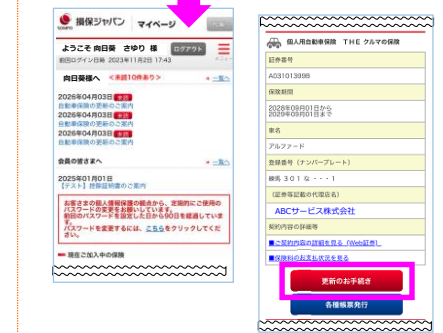 損保ジャパン マイページ
SOMPO
ようこそ 向日葵 さゆり 様 ログアウト
前回ログイン日時 2023年11月2日 17:43
向日葵様へ <未読10件あり> 一覧へ
2026年04月03日 未読
自動車保険の更新のご案内
2026年04月03日 未読
自動車保険の更新のご案内
2026年04月03日 未読
自動車保険の更新のご案内
会員の皆さまへ 一覧へ
2025年01月01日
【テスト】控除証明書のご案内
お客さまの個人情報保護の観点から、定期的にご使用の
パスワードの変更をお願いしています。
前回のパスワードを設定した日から90日を超過していま
す。
パスワードを変更するには、こちらをクリックしてくだ
さい。
現在ご加入中の保険
個人用自動車保険 THE クルマの保険
証券番号
A03101399B
保険期間
2028年09月01日から
2029年09月01日まで
車名
アルファード
登録番号（ナンバープレート）
練馬 301 な ・・・1
（証券等記載の代理店名）
ABCサービス株式会社
契約内容の詳細等
■ご契約内容の詳細を見る（Web証券）
■保険料のお支払状況を見る
更新のお手続き
各種帳票発行